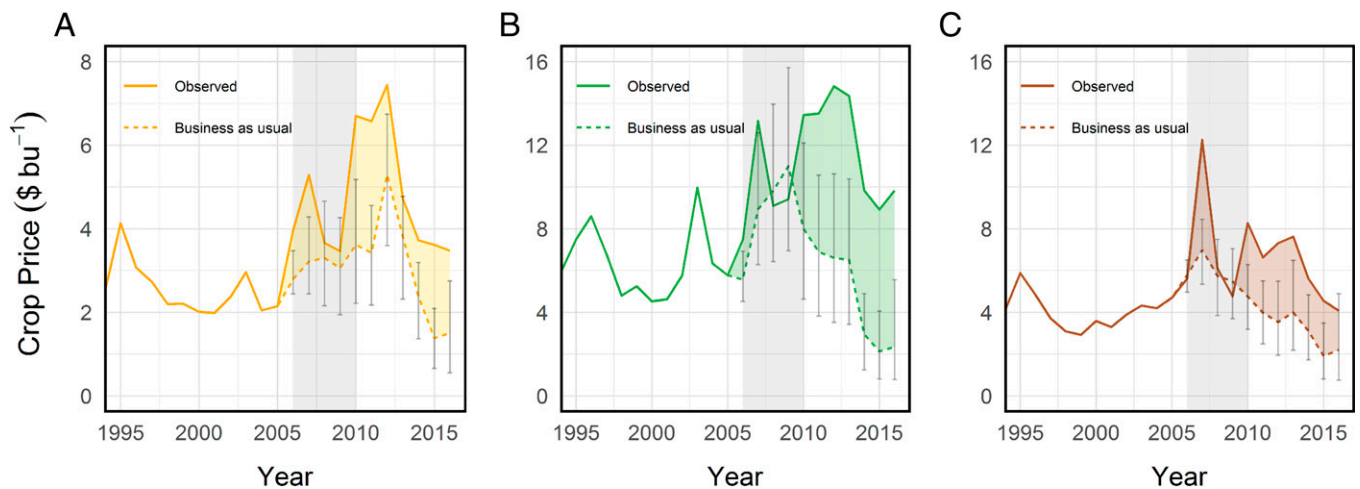 A
B
C
Crop Price ($ bu⁻¹)
8
6
4
2
0
Observed
Business as usual
1995 2000 2005 2010 2015
Year
16
12
8
4
0
Observed
Business as usual
1995 2000 2005 2010 2015
Year
16
12
8
4
0
Observed
Business as usual
1995 2000 2005 2010 2015
Year